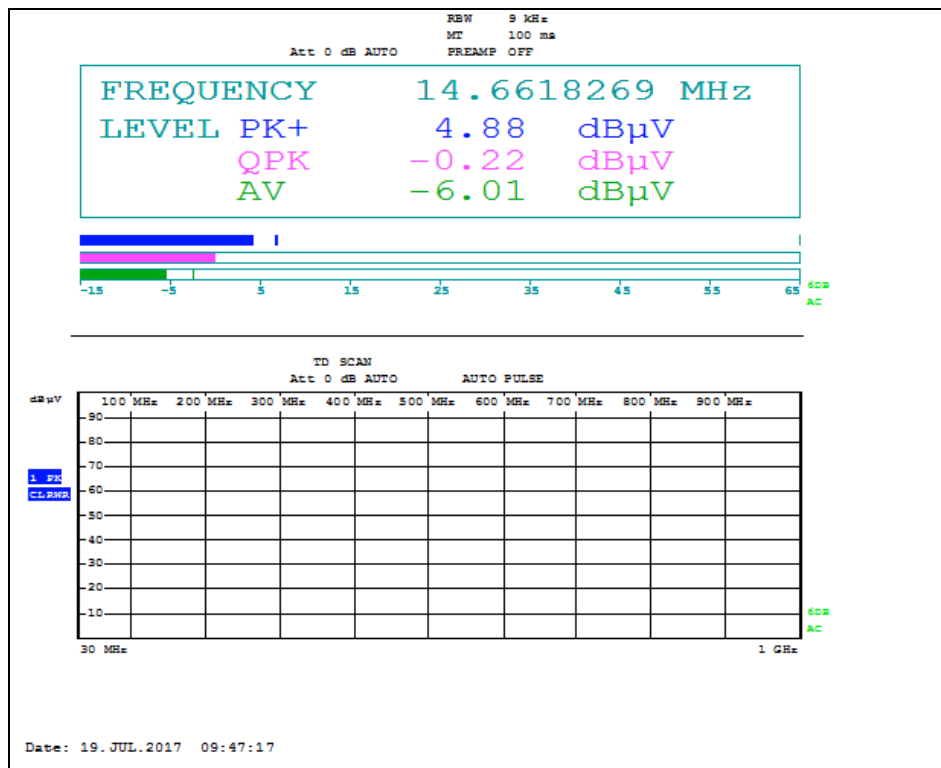 RBW 9 kHz
MT 100 ms
Att 0 dB AUTO PREAMP OFF
FREQUENCY 14.6618269 MHz
LEVEL PK+ 4.88 dBµV
QPK -0.22 dBµV
AV -6.01 dBµV
-15 -5 5 15 25 35 45 55 65
6DB
AC
TD SCAN
Att 0 dB AUTO AUTO PULSE
dBµV
100 MHz 200 MHz 300 MHz 400 MHz 500 MHz 600 MHz 700 MHz 800 MHz 900 MHz
90
80
70
1 PK
CLRWR
60
50
40
30
20
10
6DB
AC
30 MHz 1 GHz
Date: 19.JUL.2017 09:47:17